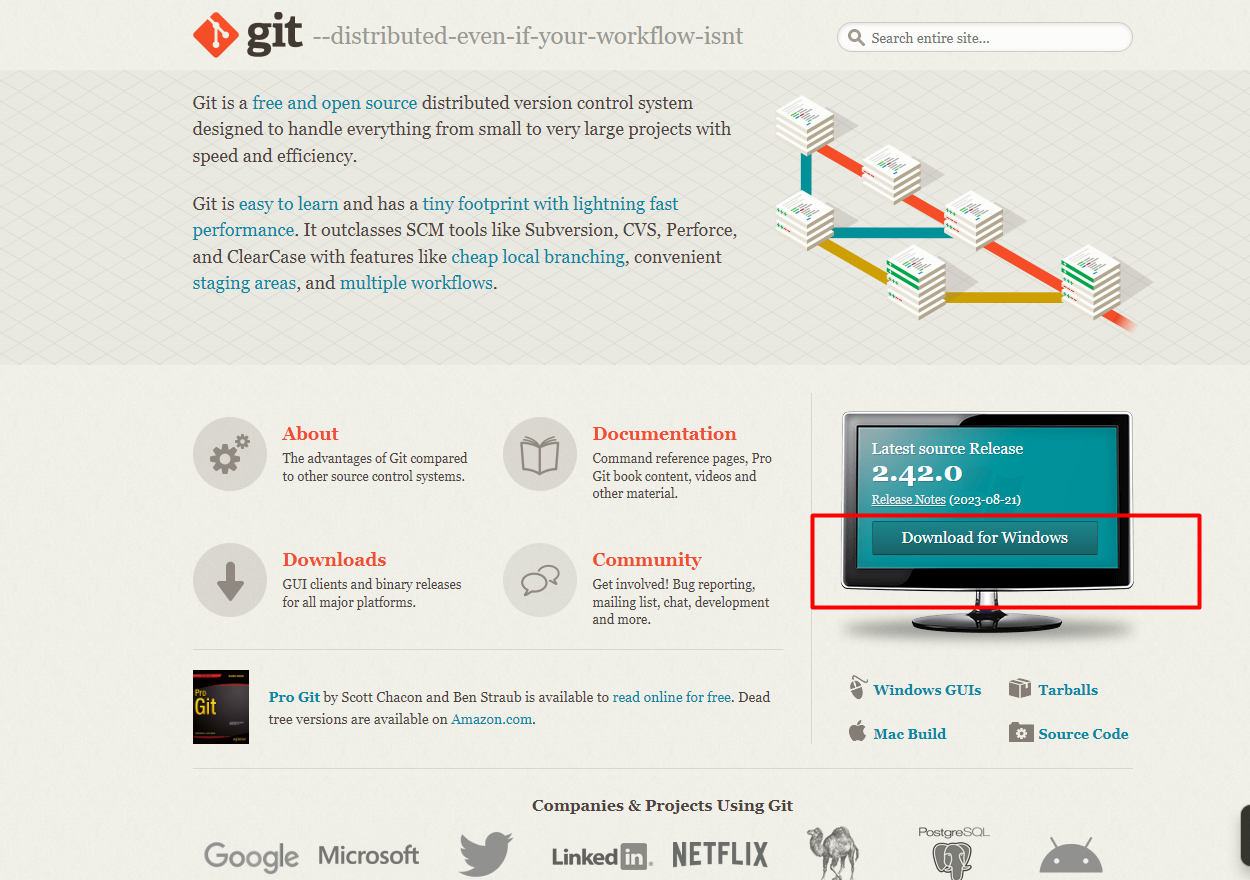 git --distributed-even-if-your-workflow-isnt
Search entire site...
Git is a free and open source distributed version control system
designed to handle everything from small to very large projects with
speed and efficiency.
Git is easy to learn and has a tiny footprint with lightning fast
performance. It outclasses SCM tools like Subversion, CVS, Perforce,
and ClearCase with features like cheap local branching, convenient
staging areas, and multiple workflows.
About
The advantages of Git compared
to other source control systems.
Documentation
Command reference pages, Pro
Git book content, videos and
other material.
Downloads
GUI clients and binary releases
for all major platforms.
Community
Get involved! Bug reporting,
mailing list, chat, development
and more.
Pro
Git
Pro Git by Scott Chacon and Ben Straub is available to read online for free. Dead
tree versions are available on Amazon.com.
Latest source Release
2.42.0
Release Notes (2023-08-21)
Download for Windows
Windows GUIs
Tarballs
Mac Build
Source Code
Companies & Projects Using Git
Google
Microsoft
Linked in.
NETFLIX
PostgreSQL